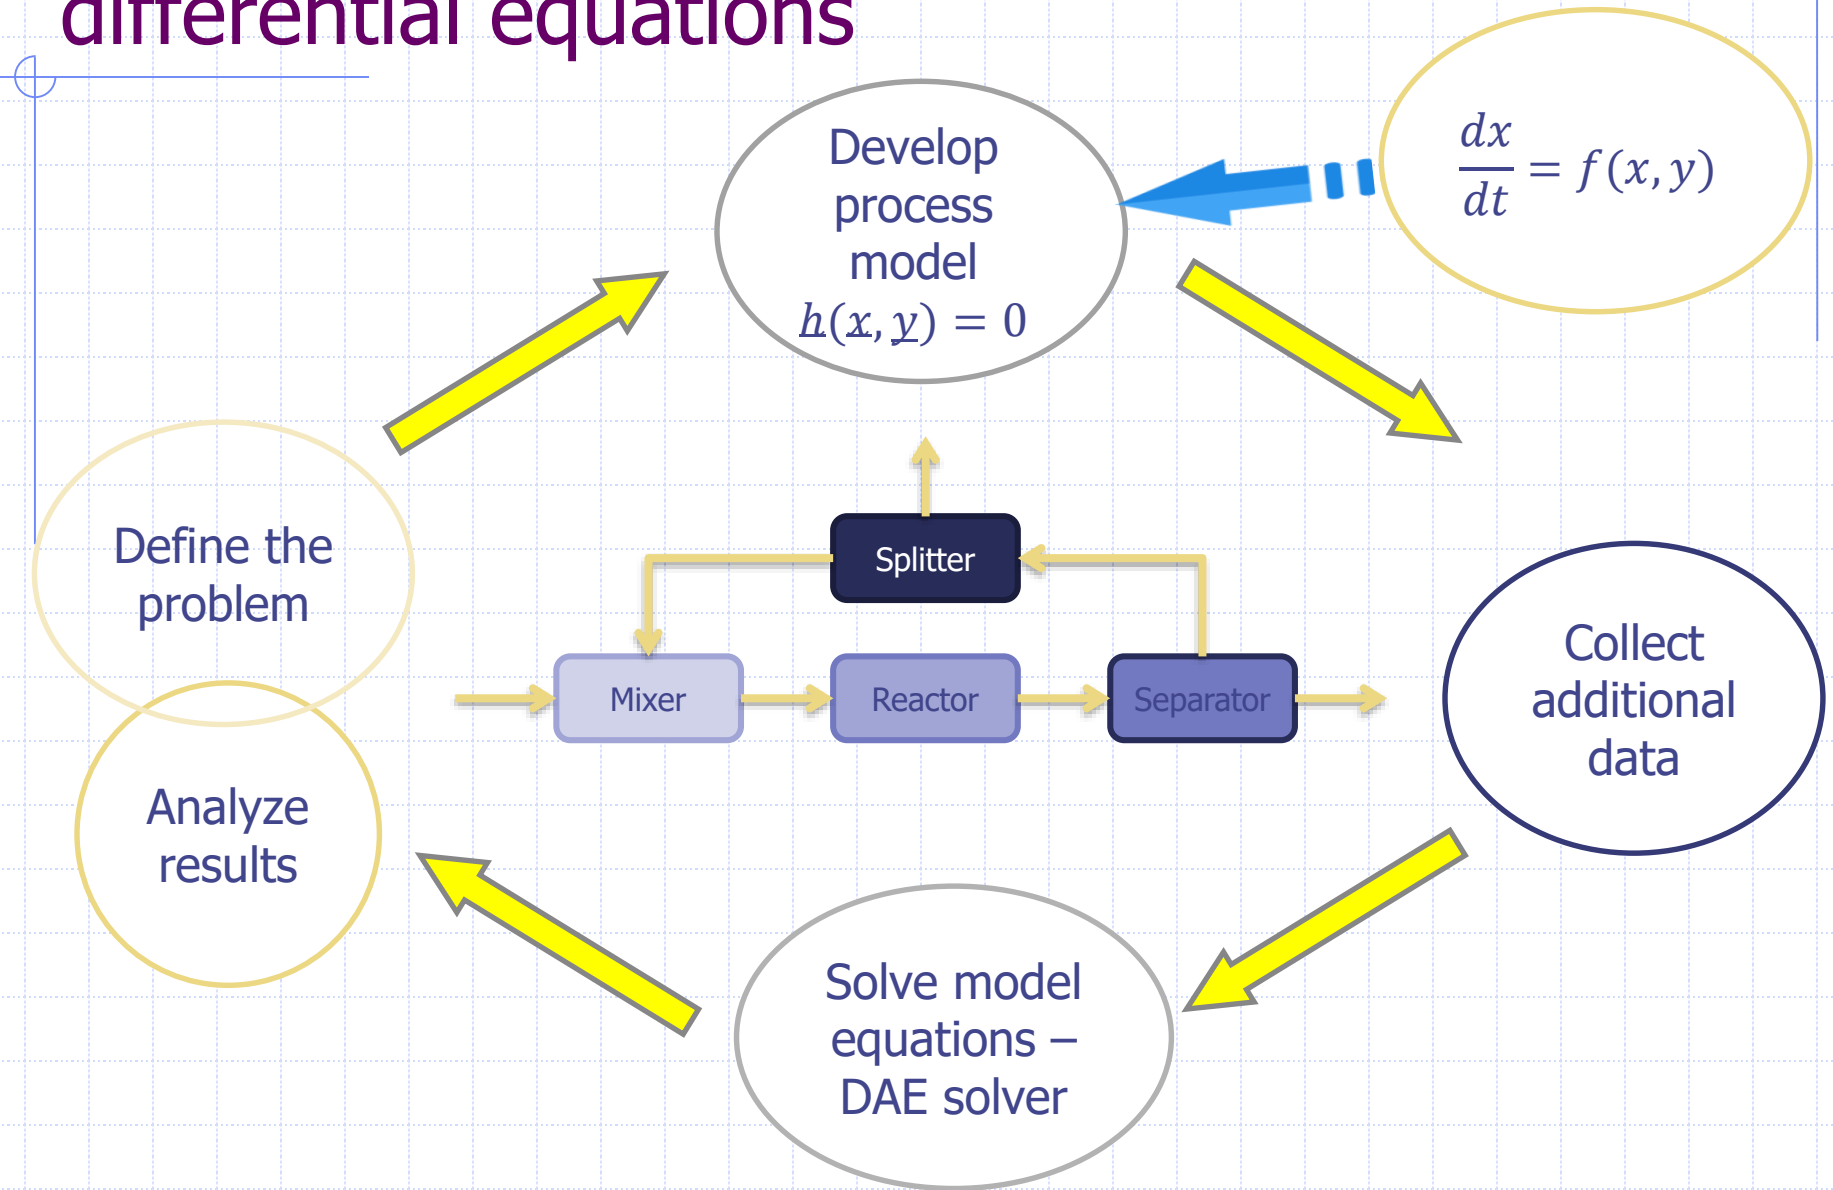 differential equations
Develop
process
model
h(x, y) = 0
dx/dt = f(x, y)
Define the
problem
Splitter
Mixer
Reactor
Separator
Collect
additional
data
Analyze
results
Solve model
equations –
DAE solver